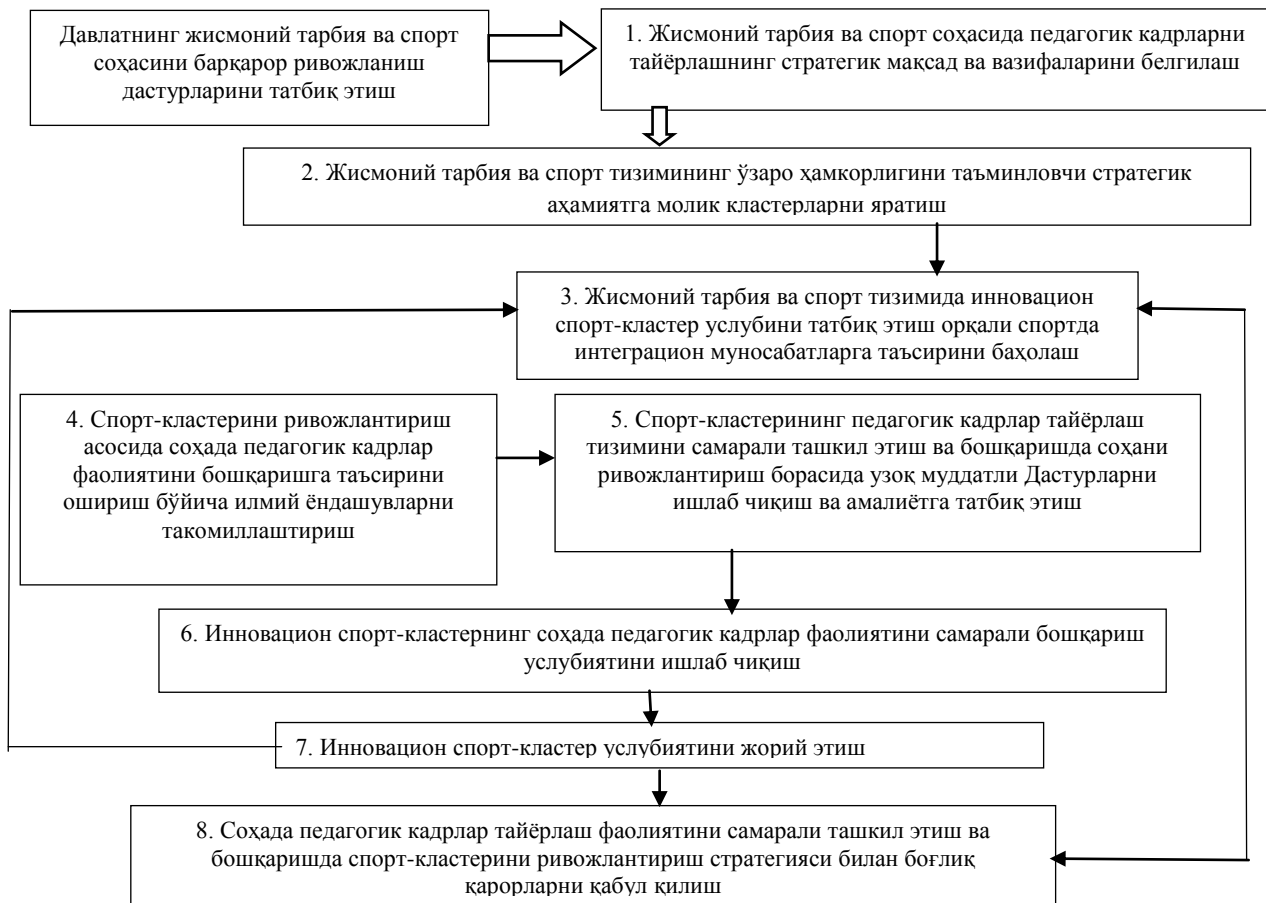 Давлатнинг жисмоний тарбия ва спорт
соҳасини барқарор ривожланиш
дастурларини татбиқ этиш
1. Жисмоний тарбия ва спорт соҳасида педагогик кадрларни
тайёрлашнинг стратегик мақсад ва вазифаларини белгилаш
2. Жисмоний тарбия ва спорт тизимининг ўзаро ҳамкорлигини таъминловчи стратегик
аҳамиятга молик кластерларни яратиш
3. Жисмоний тарбия ва спорт тизимида инновацион
спорт-кластер услубини татбиқ этиш орқали спортда
интеграцион муносабатларга таъсирини баҳолаш
4. Спорт-кластерини ривожлантириш
асосида соҳада педагогик кадрлар
фаолиятини бошқаришга таъсирини
ошириш бўйича илмий ёндашувларни
такомиллаштириш
5. Спорт-кластерининг педагогик кадрлар тайёрлаш
тизимини самарали ташкил этиш ва бошқаришда соҳани
ривожлантириш борасида узоқ муддатли Дастурларни
ишлаб чиқиш ва амалиётга татбиқ этиш
6. Инновацион спорт-кластернинг соҳада педагогик кадрлар фаолиятини самарали бошқариш
услубиятини ишлаб чиқиш
7. Инновацион спорт-кластер услубиятини жорий этиш
8. Соҳада педагогик кадрлар тайёрлаш фаолиятини самарали ташкил этиш ва
бошқаришда спорт-кластерини ривожлантириш стратегияси билан боғлиқ
қарорларни қабул қилиш